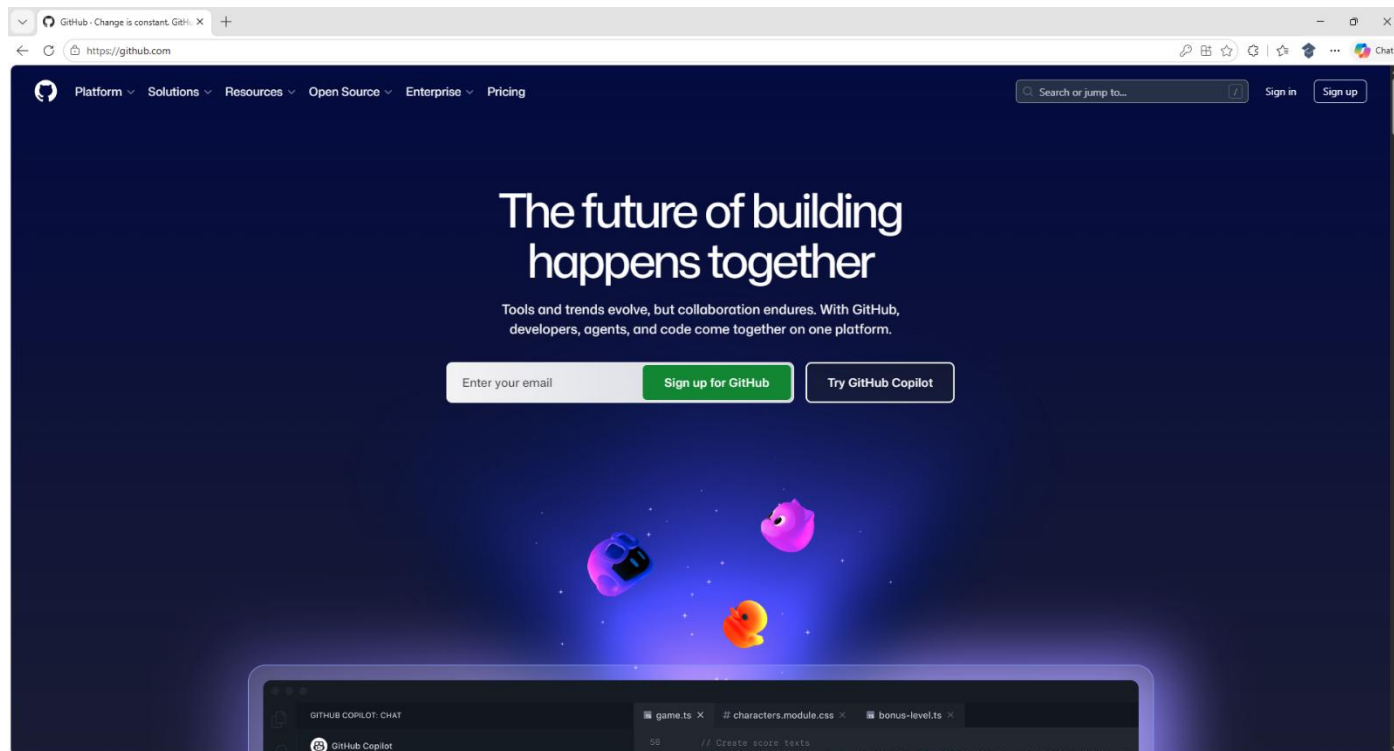 GitHub · Change is constant. GitHu
https://github.com
Chat
Platform Solutions Resources Open Source Enterprise Pricing
Search or jump to... / Sign in Sign up
The future of building
happens together
Tools and trends evolve, but collaboration endures. With GitHub,
developers, agents, and code come together on one platform.
Enter your email Sign up for GitHub Try GitHub Copilot
GITHUB COPILOT: CHAT
game.ts # characters.module.css bonus-level.ts
GitHub Copilot
50 // Create score texts